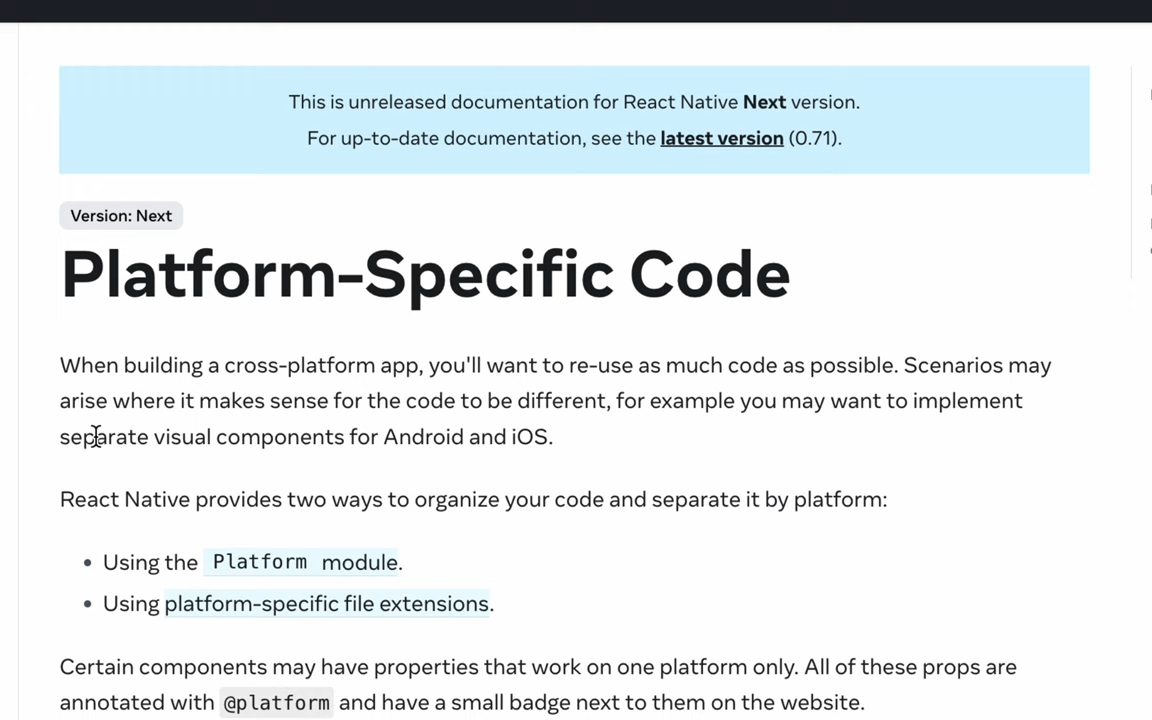 This is unreleased documentation for React Native Next version.
For up-to-date documentation, see the latest version (0.71).
Version: Next
Platform-Specific Code
When building a cross-platform app, you'll want to re-use as much code as possible. Scenarios may
arise where it makes sense for the code to be different, for example you may want to implement
separate visual components for Android and iOS.
React Native provides two ways to organize your code and separate it by platform:
• Using the Platform module.
• Using platform-specific file extensions.
Certain components may have properties that work on one platform only. All of these props are
annotated with @platform and have a small badge next to them on the website.